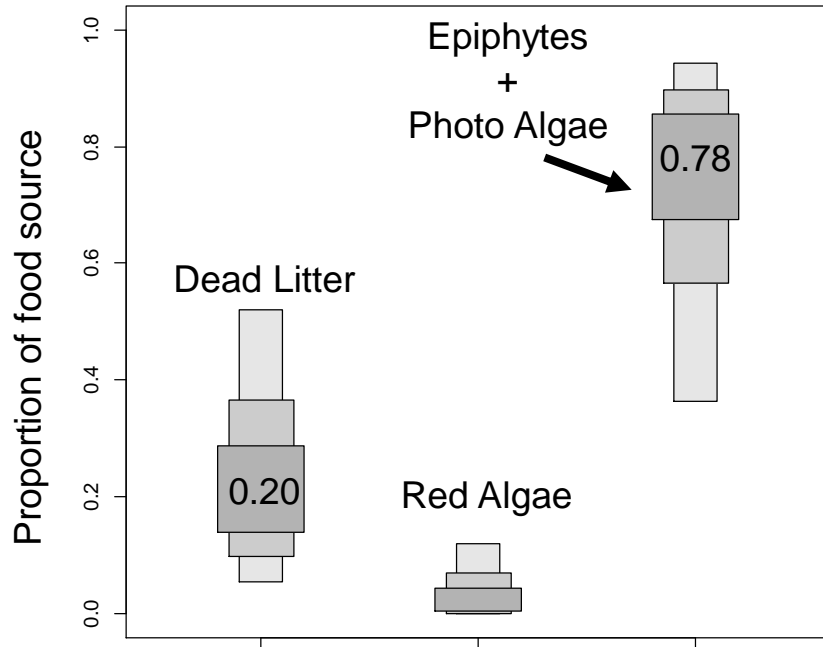 Proportion of food source
1.0
0.8
0.6
0.4
0.2
0.0
Epiphytes
+
Photo Algae
0.78
Dead Litter
0.20
Red Algae